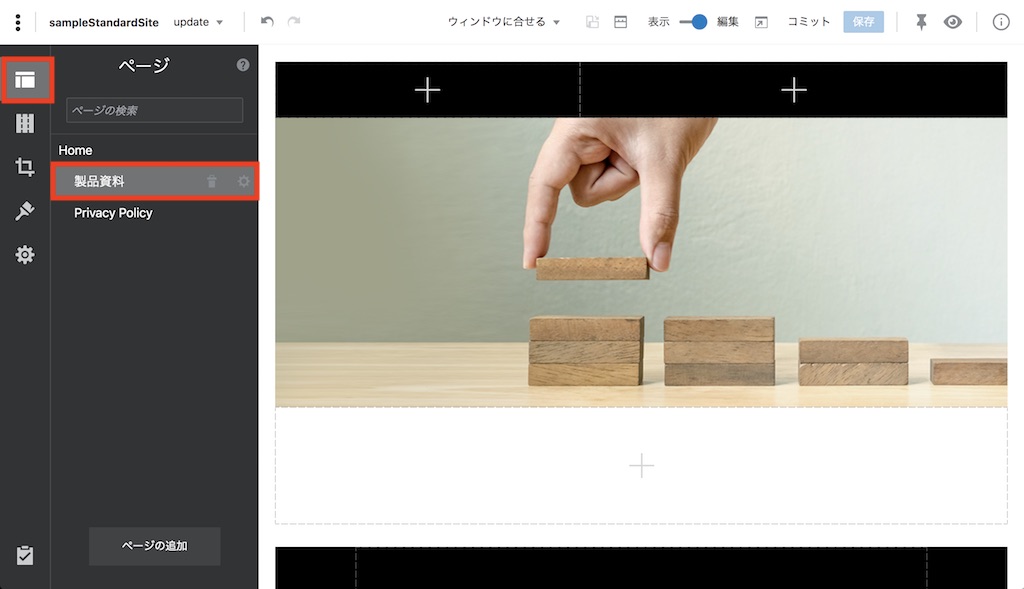 sampleStandardSite update ウィンドウに合せる 表示 編集 コミット 保存
ページ
ページの検索
Home
製品資料
Privacy Policy
ページの追加